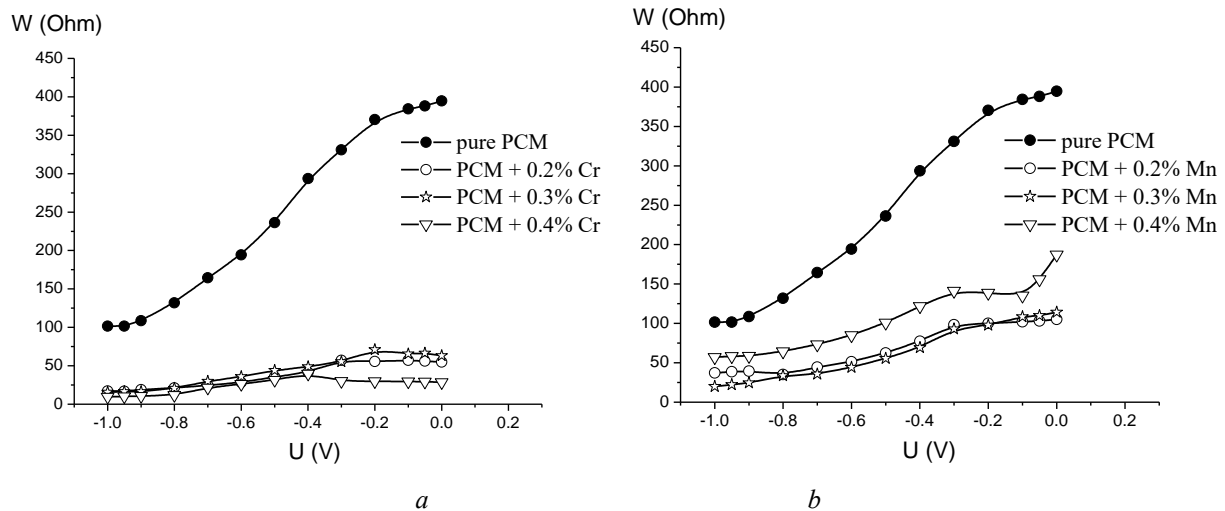 W (Ohm)
450
400
350
300
250
200
150
100
50
0
-1.0 -0.8 -0.6 -0.4 -0.2 0.0 0.2
U (V)
pure PCM
PCM + 0.2% Cr
PCM + 0.3% Cr
PCM + 0.4% Cr
a
W (Ohm)
450
400
350
300
250
200
150
100
50
0
-1.0 -0.8 -0.6 -0.4 -0.2 0.0 0.2
U (V)
pure PCM
PCM + 0.2% Mn
PCM + 0.3% Mn
PCM + 0.4% Mn
b